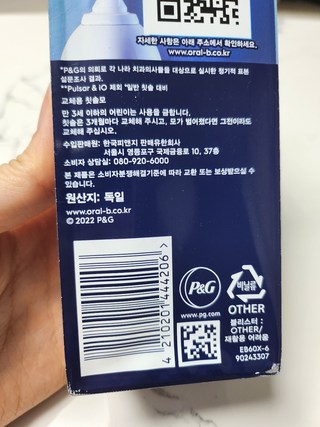 자세한 사항은 아래 주소에서 확인하세요.
www.oral-b.co.kr
*P&G의 의뢰로 각 나라 치과의사들을 대상으로 실시한 정기적 표본
설문조사 결과.
**Pulsar & iO 제외 *일반 칫솔 대비
교체용 칫솔모
만 3세 이하의 어린이는 사용을 금합니다.
칫솔은 3개월마다 교체해 주시고, 모가 벌어졌다면 그전이라도
교체해 주십시오.
수입판매원: 한국피앤지 판매유한회사
서울시 영등포구 국제금융로 10, 37층
소비자 상담실: 080-920-6000
본 제품은 소비자분쟁해결기준에 따라 교환 또는 보상받으실 수
있습니다.
원산지: 독일
www.oral-b.co.kr
© 2022 P&G
4 210201 444206 >
P&G
www.pg.com
비닐류
OTHER
블리스터 :
OTHER/
재활용 어려움
EB60X-6
90243307